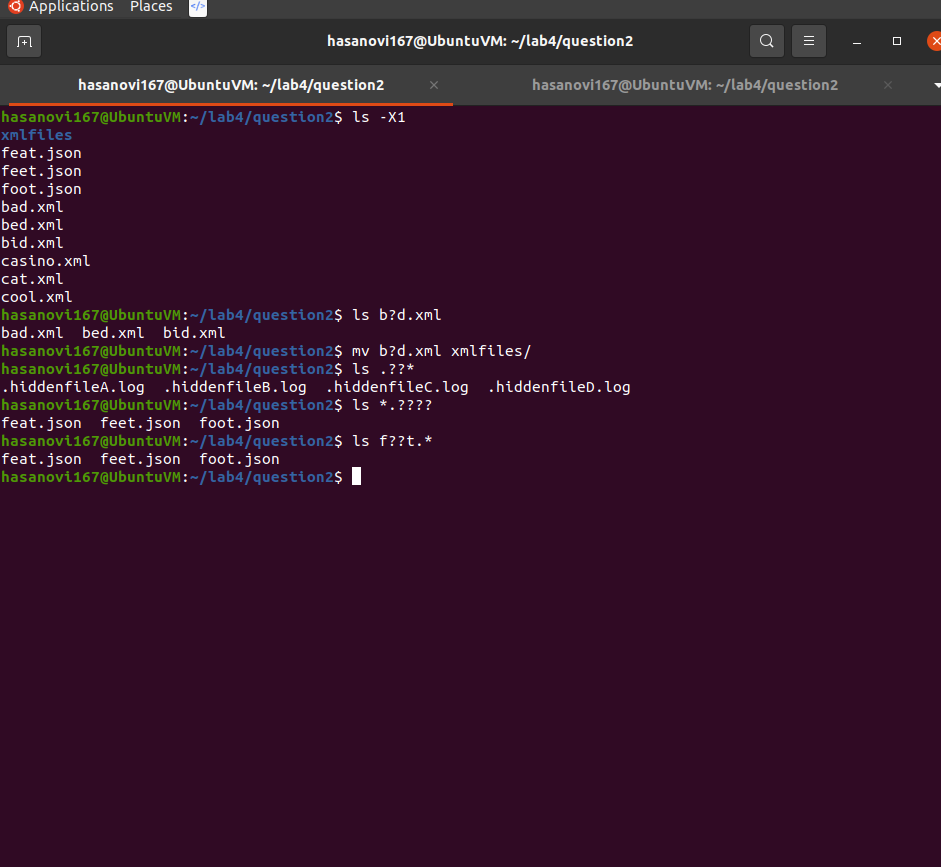 Applications Places </>
hasanovi167@UbuntuVM: ~/lab4/question2
hasanovi167@UbuntuVM: ~/lab4/question2 × hasanovi167@UbuntuVM: ~/lab4/question2 ×
hasanovi167@UbuntuVM:~/lab4/question2$ ls -X1
xmlfiles
feat.json
feet.json
foot.json
bad.xml
bed.xml
bid.xml
casino.xml
cat.xml
cool.xml
hasanovi167@UbuntuVM:~/lab4/question2$ ls b?d.xml
bad.xml  bed.xml  bid.xml
hasanovi167@UbuntuVM:~/lab4/question2$ mv b?d.xml xmlfiles/
hasanovi167@UbuntuVM:~/lab4/question2$ ls .??*
.hiddenfileA.log  .hiddenfileB.log  .hiddenfileC.log  .hiddenfileD.log
hasanovi167@UbuntuVM:~/lab4/question2$ ls *.????
feat.json  feet.json  foot.json
hasanovi167@UbuntuVM:~/lab4/question2$ ls f??t.*
feat.json  feet.json  foot.json
hasanovi167@UbuntuVM:~/lab4/question2$